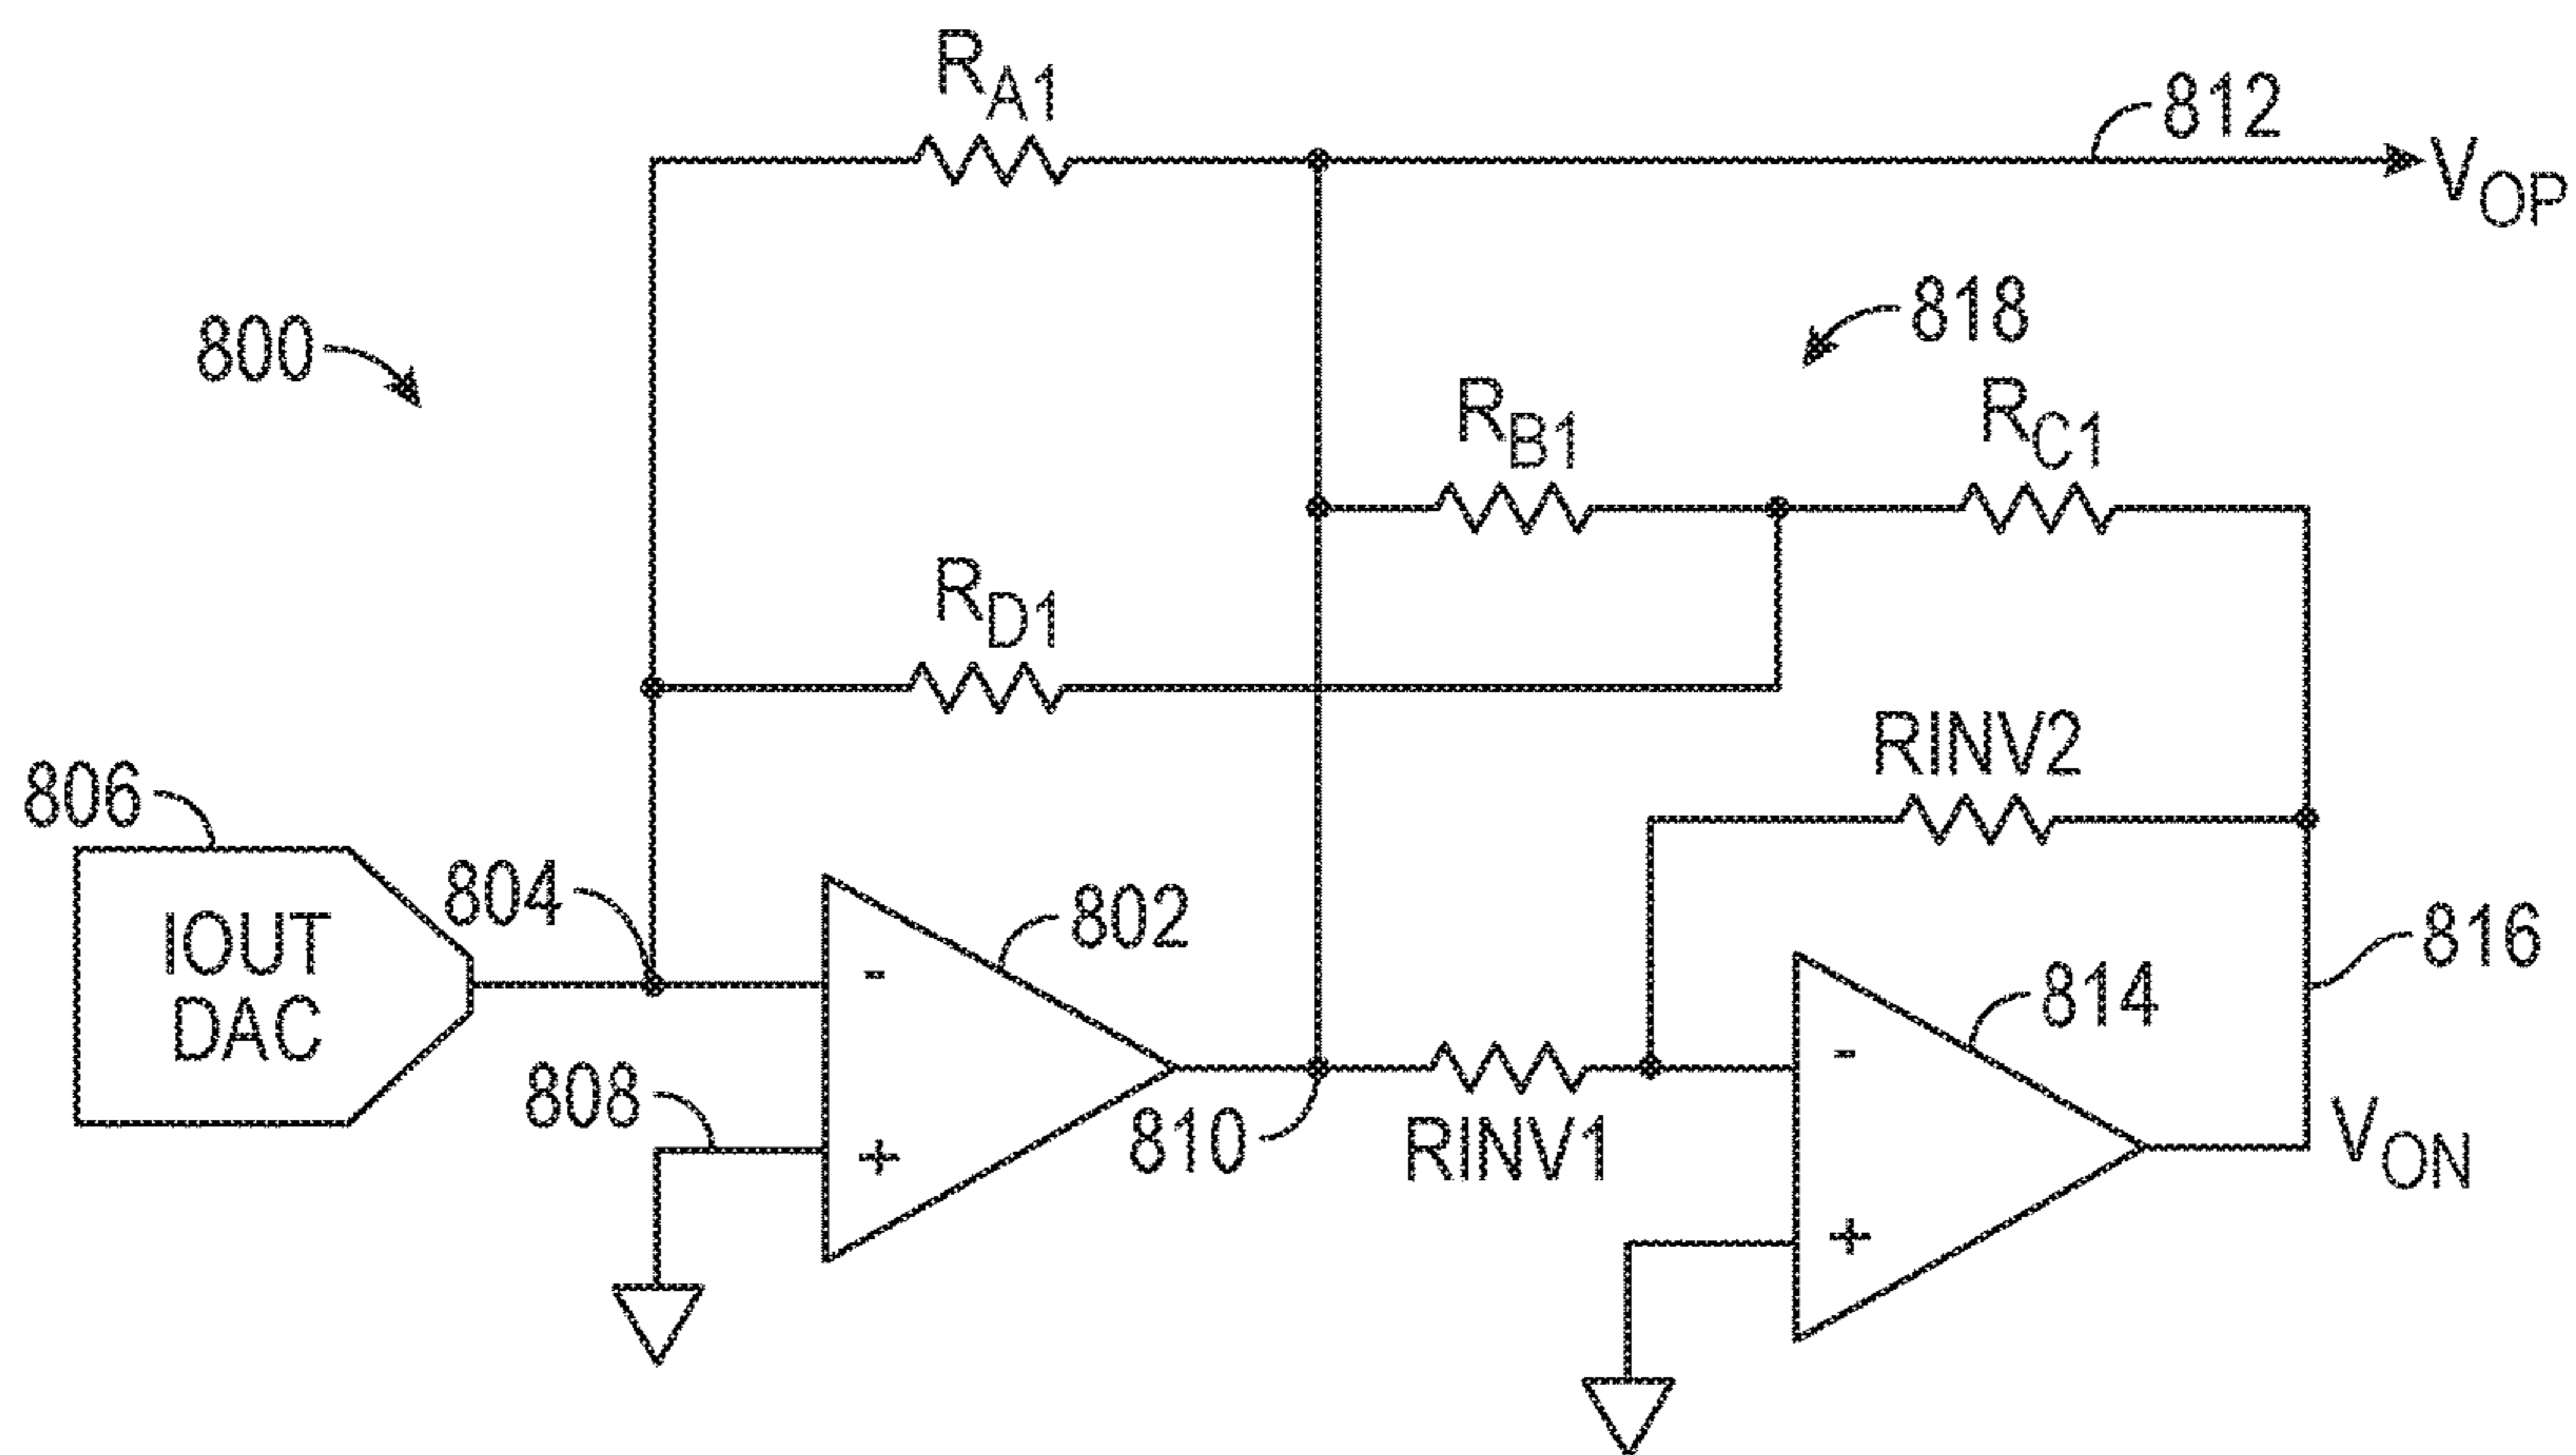 RA1
812
VOP
818
800
RB1
RC1
RD1
RINV2
806
804
802
IOUT
DAC
-
814
-
816
808
+
810
RINV1
VON
+